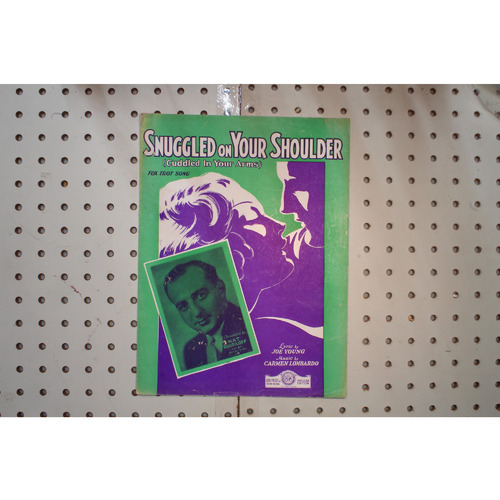 SNUGGLED ON YOUR SHOULDER
(Cuddled In Your Arms)
FOX TROT SONG
Lyric by
JOE YOUNG
Music by
CARMEN LOMBARDO